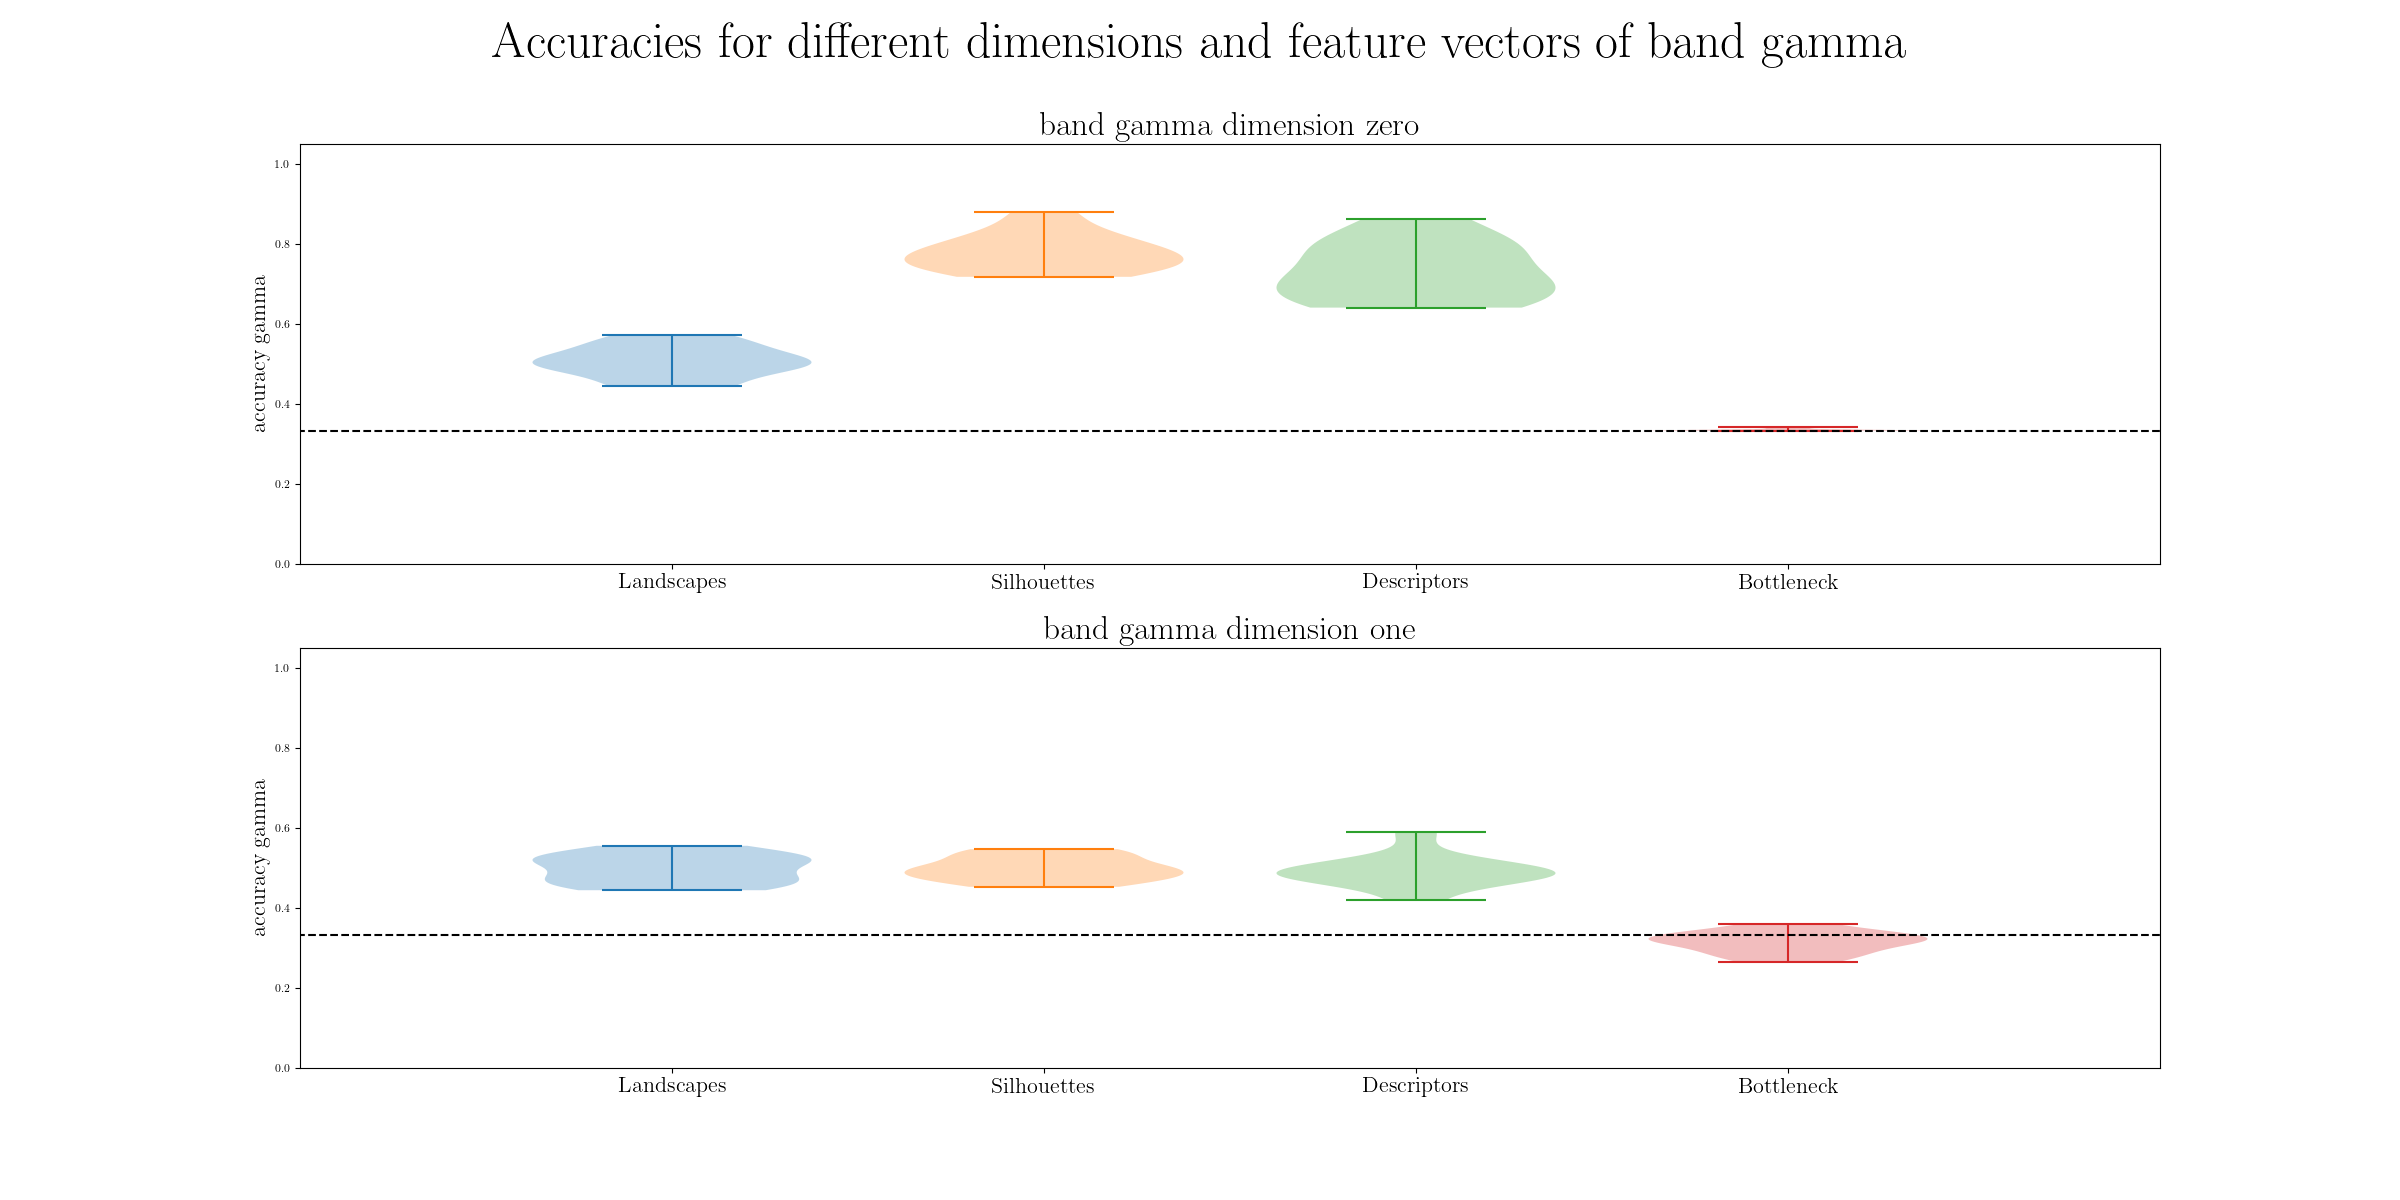 Accuracies for different dimensions and feature vectors of band gamma
band gamma dimension zero
accuracy gamma
1.0
0.8
0.6
0.4
0.2
0.0
Landscapes Silhouettes Descriptors Bottleneck
band gamma dimension one
accuracy gamma
1.0
0.8
0.6
0.4
0.2
0.0
Landscapes Silhouettes Descriptors Bottleneck